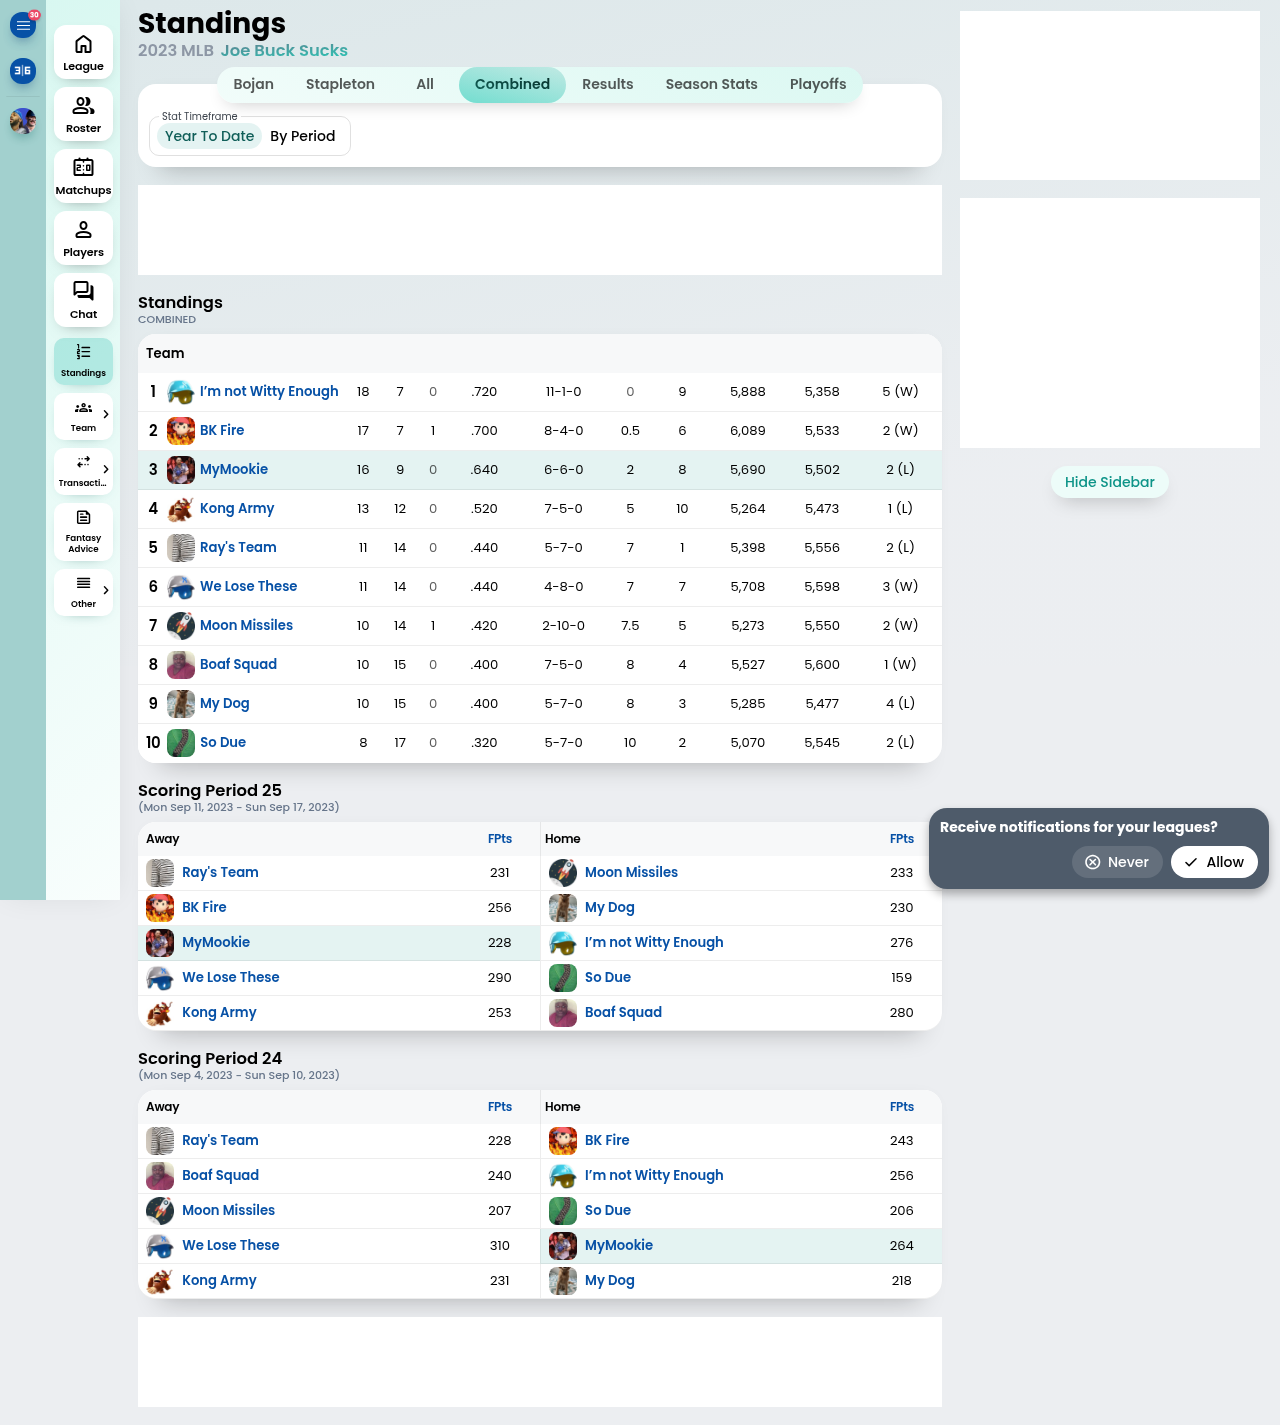 30
League
Roster
Matchups
Players
Chat
Standings
Team
Transacti...
Fantasy
Advice
Other
Standings
2023 MLB Joe Buck Sucks
Bojan Stapleton All Combined Results Season Stats Playoffs
Stat Timeframe
Year To Date By Period
Standings
COMBINED
Team
1 I'm not Witty Enough 18 7 0 .720 11-1-0 0 9 5,888 5,358 5 (W)
2 BK Fire 17 7 1 .700 8-4-0 0.5 6 6,089 5,533 2 (W)
3 MyMookie 16 9 0 .640 6-6-0 2 8 5,690 5,502 2 (L)
4 Kong Army 13 12 0 .520 7-5-0 5 10 5,264 5,473 1 (L)
5 Ray's Team 11 14 0 .440 5-7-0 7 1 5,398 5,556 2 (L)
6 We Lose These 11 14 0 .440 4-8-0 7 7 5,708 5,598 3 (W)
7 Moon Missiles 10 14 1 .420 2-10-0 7.5 5 5,273 5,550 2 (W)
8 Boaf Squad 10 15 0 .400 7-5-0 8 4 5,527 5,600 1 (W)
9 My Dog 10 15 0 .400 5-7-0 8 3 5,285 5,477 4 (L)
10 So Due 8 17 0 .320 5-7-0 10 2 5,070 5,545 2 (L)
Scoring Period 25
(Mon Sep 11, 2023 - Sun Sep 17, 2023)
Away FPts Home FPts
Ray's Team 231 Moon Missiles 233
BK Fire 256 My Dog 230
MyMookie 228 I'm not Witty Enough 276
We Lose These 290 So Due 159
Kong Army 253 Boaf Squad 280
Scoring Period 24
(Mon Sep 4, 2023 - Sun Sep 10, 2023)
Away FPts Home FPts
Ray's Team 228 BK Fire 243
Boaf Squad 240 I'm not Witty Enough 256
Moon Missiles 207 So Due 206
We Lose These 310 MyMookie 264
Kong Army 231 My Dog 218
Hide Sidebar
Receive notifications for your leagues?
Never Allow